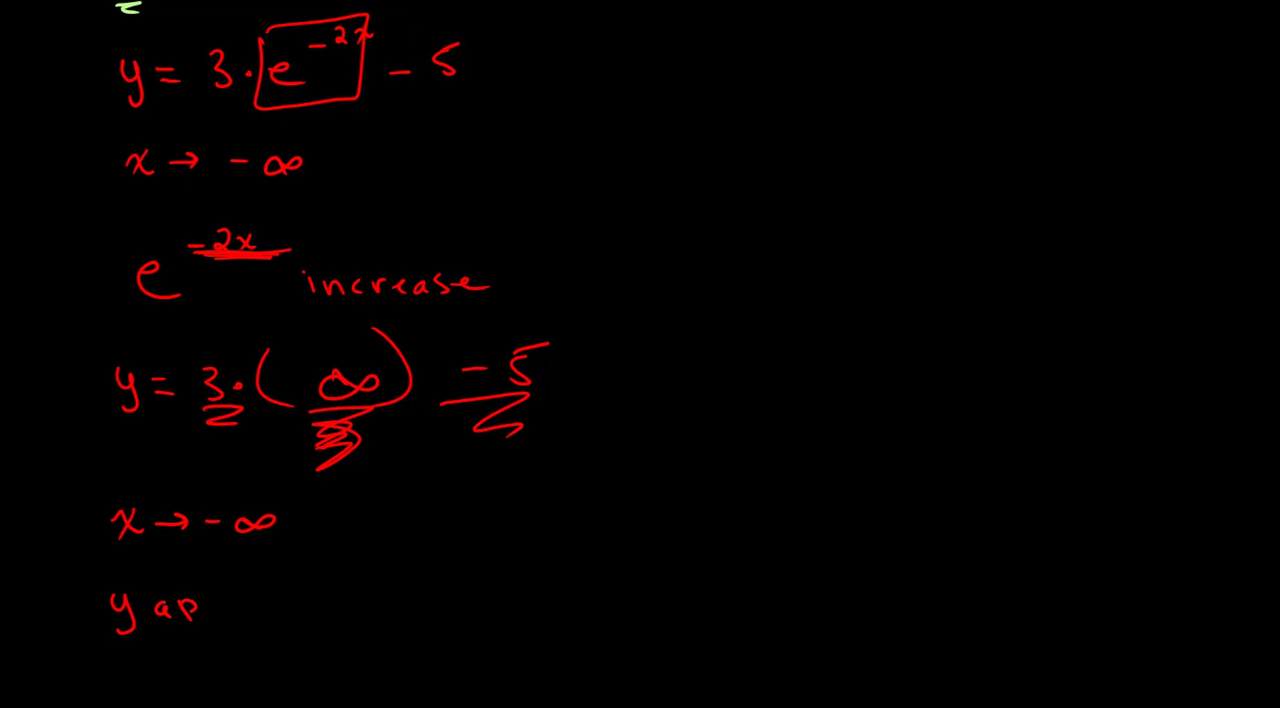 y = 3 · e^{-2x} - 5
x → - ∞
e^{-2x} increase
y = 3 · ( ∞ ) - 5
x → - ∞
y ap